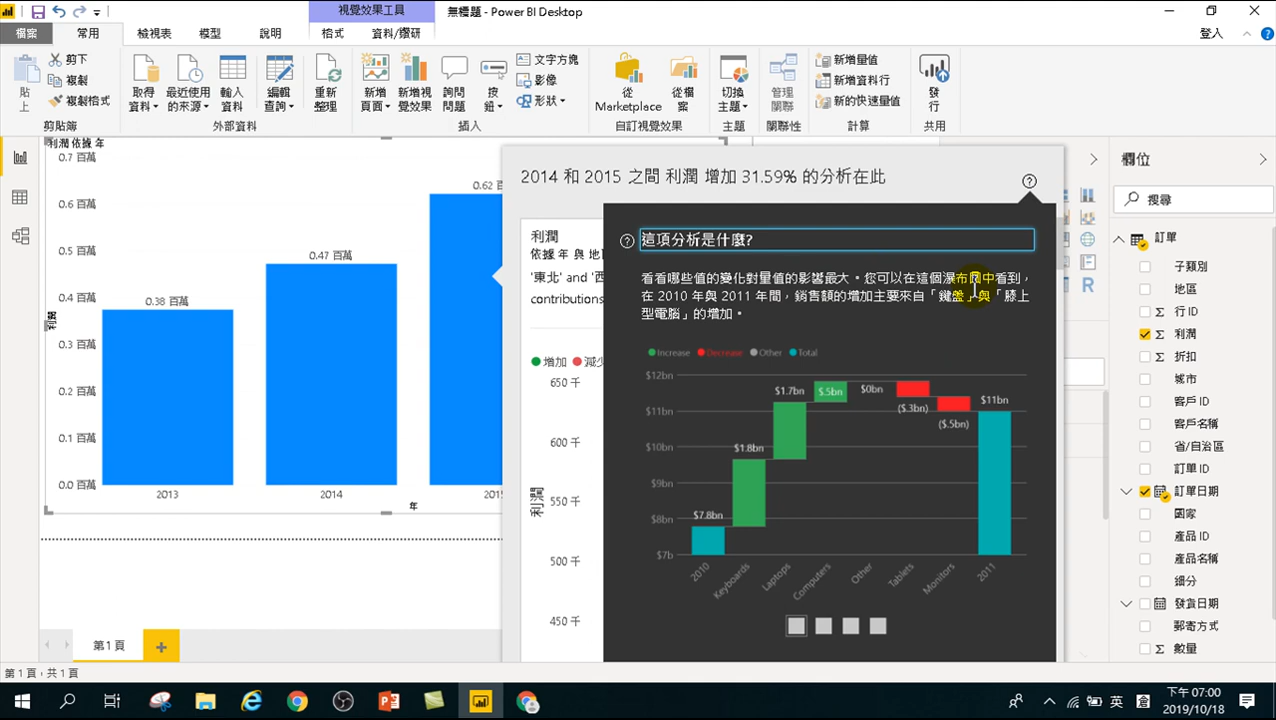 無標題 - Power BI Desktop
視覺效果工具
登入
檔案
常用
檢視表
模型
說明
格式
資料/鑽研
貼上
剪下
複製
複製格式
剪貼簿
取得資料
最近使用的來源
輸入資料
編輯查詢
重新整理
外部資料
新增頁面
新增視覺效果
詢問問題
按鈕
文字方塊
影像
形狀
插入
從 Marketplace
從檔案
自訂視覺效果
切換主題
主題
管理關聯
關聯性
新增量值
新增資料行
新的快速量值
計算
發行
共用
利潤 依據 年
0.7 百萬
0.6 百萬
0.5 百萬
0.4 百萬
0.3 百萬
0.2 百萬
0.1 百萬
0.0 百萬
利潤
0.38 百萬
0.47 百萬
0.62 百
2013
2014
2015
年
2014 和 2015 之間 利潤 增加 31.59% 的分析在此
利潤
依據 年 與 地
'東北' and '西
contributions
增加
減少
650 千
600 千
550 千
500 千
450 千
利潤
這項分析是什麼?
看看哪些值的變化對量值的影響最大。您可以在這個瀑布圖中看到，
在 2010 年與 2011 年間，銷售額的增加主要來自「鍵盤」與「膝上
型電腦」的增加。
Increase
Decrease
Other
Total
$12bn
$11bn
$10bn
$9bn
$8bn
$7b
$7.8bn
$1.8bn
$1.7bn
$.5bn
$0bn
($.3bn)
($.5bn)
$11bn
2010
Keyboards
Laptops
Computers
Other
Tablets
Monitors
2011
欄位
搜尋
訂單
子類別
地區
行 ID
利潤
折扣
城市
客戶 ID
客戶名稱
省/自治區
訂單 ID
訂單日期
國家
產品 ID
產品名稱
細分
發貨日期
郵寄方式
數量
R
第 1 頁
第 1 頁，共 1 頁
英
倉
下午 07:00
2019/10/18